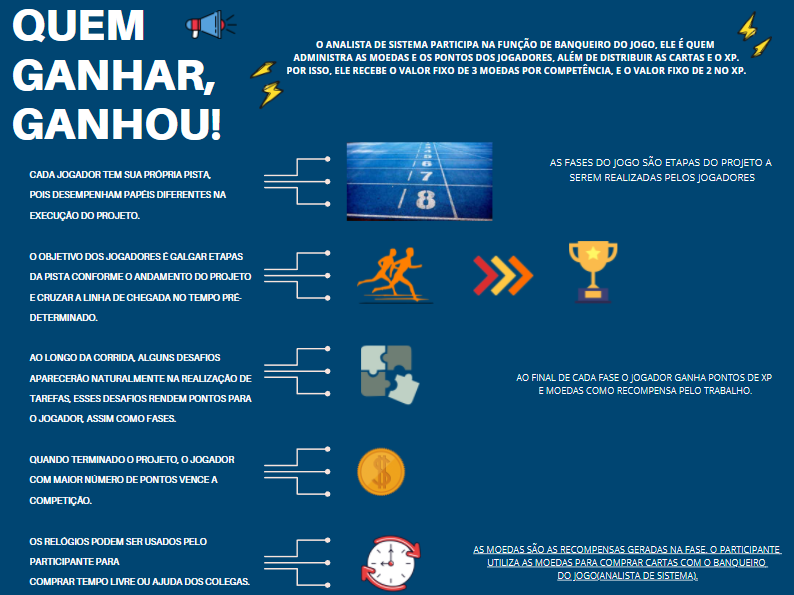 QUEM
GANHAR,
GANHOU!
O ANALISTA DE SISTEMA PARTICIPA NA FUNÇÃO DE BANQUEIRO DO JOGO, ELE É QUEM
ADMINISTRA AS MOEDAS E OS PONTOS DOS JOGADORES, ALÉM DE DISTRIBUIR AS CARTAS E O XP.
POR ISSO, ELE RECEBE O VALOR FIXO DE 3 MOEDAS POR COMPETÊNCIA, E O VALOR FIXO DE 2 NO XP.
CADA JOGADOR TEM SUA PRÓPRIA PISTA,
POIS DESEMPENHAM PAPÉIS DIFERENTES NA
EXECUÇÃO DO PROJETO.
5
6
7
8
AS FASES DO JOGO SÃO ETAPAS DO PROJETO A
SEREM REALIZADAS PELOS JOGADORES
O OBJETIVO DOS JOGADORES É GALGAR ETAPAS
DA PISTA CONFORME O ANDAMENTO DO PROJETO
E CRUZAR A LINHA DE CHEGADA NO TEMPO PRÉ-
DETERMINADO.
AO LONGO DA CORRIDA, ALGUNS DESAFIOS
APARECERÃO NATURALMENTE NA REALIZAÇÃO DE
TAREFAS, ESSES DESAFIOS RENDEM PONTOS PARA
O JOGADOR, ASSIM COMO FASES.
AO FINAL DE CADA FASE O JOGADOR GANHA PONTOS DE XP
E MOEDAS COMO RECOMPENSA PELO TRABALHO.
QUANDO TERMINADO O PROJETO, O JOGADOR
COM MAIOR NÚMERO DE PONTOS VENCE A
COMPETIÇÃO.
$
OS RELÓGIOS PODEM SER USADOS PELO
PARTICIPANTE PARA
COMPRAR TEMPO LIVRE OU AJUDA DOS COLEGAS.
AS MOEDAS SÃO AS RECOMPENSAS GERADAS NA FASE. O PARTICIPANTE
UTILIZA AS MOEDAS PARA COMPRAR CARTAS COM O BANQUEIRO
DO JOGO(ANALISTA DE SISTEMA).